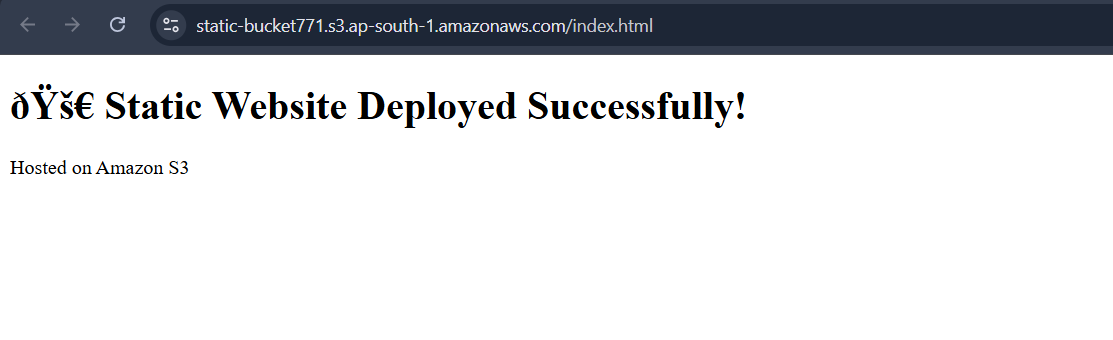 static-bucket771.s3.ap-south-1.amazonaws.com/index.html
ðŸš€ Static Website Deployed Successfully!
Hosted on Amazon S3